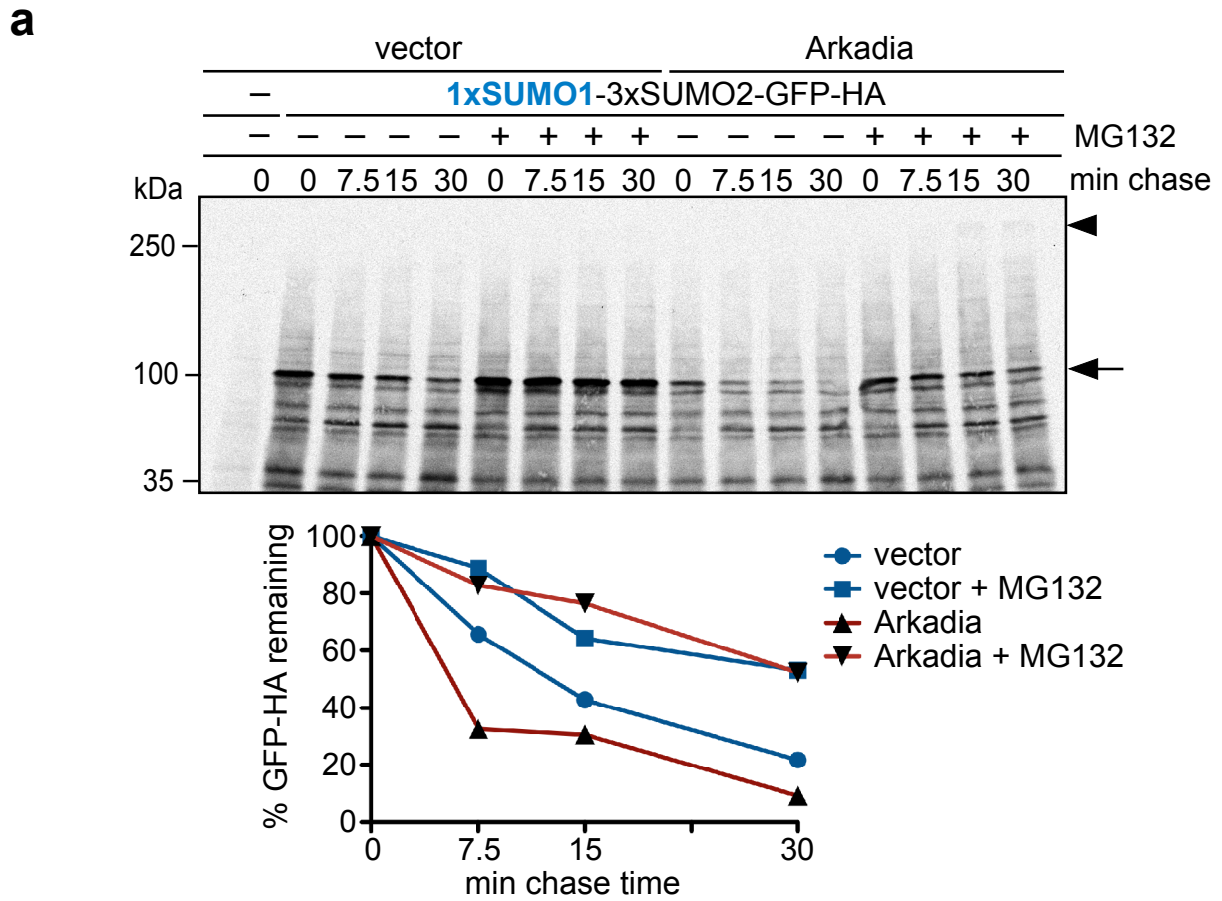 a
vector Arkadia
– 1xSUMO1-3xSUMO2-GFP-HA
– – – – – + + + + – – – – + + + + MG132
kDa 0 0 7.5 15 30 0 7.5 15 30 0 7.5 15 30 0 7.5 15 30 min chase
250
100
35
% GFP-HA remaining
100
80
60
40
20
0
0 7.5 15 30
min chase time
vector
vector + MG132
Arkadia
Arkadia + MG132